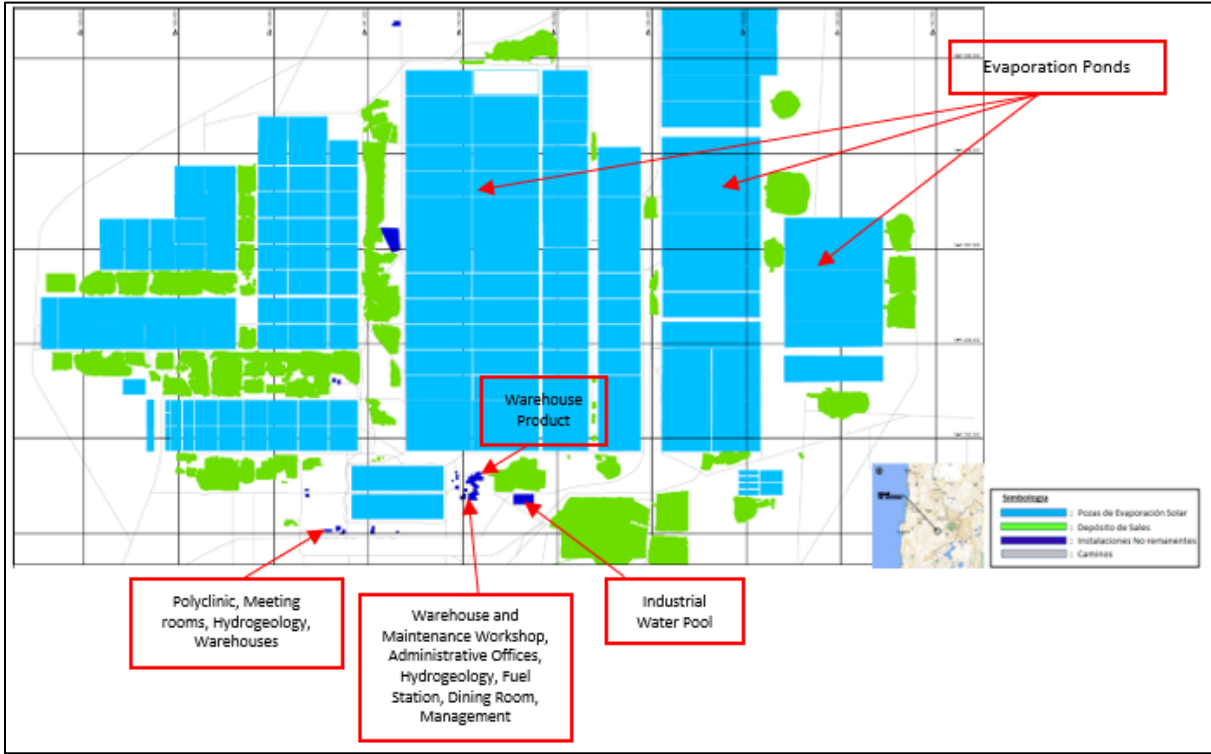 Evaporation Ponds
Warehouse
Product
Polyclinic, Meeting
rooms, Hydrogeology,
Warehouses
Warehouse and
Maintenance Workshop,
Administrative Offices,
Hydrogeology, Fuel
Station, Dining Room,
Management
Industrial
Water Pool
Simbología
: Pozas de Evaporación Solar
: Depósito de Sales
: Instalaciones No remanentes
: Caminos